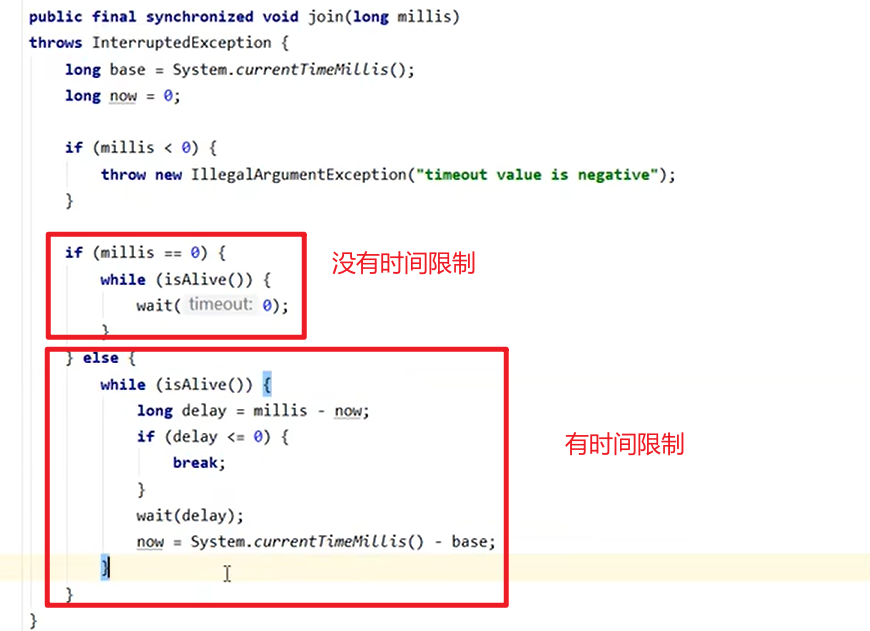 public final synchronized void join(long millis)
throws InterruptedException {
long base = System.currentTimeMillis();
long now = 0;
if (millis < 0) {
throw new IllegalArgumentException("timeout value is negative");
}
if (millis == 0) {
没有时间限制
while (isAlive()) {
wait( timeout: 0);
}
} else {
while (isAlive()) {
long delay = millis - now;
if (delay <= 0) {
有时间限制
break;
}
wait(delay);
now = System.currentTimeMillis() - base;
}
}
}